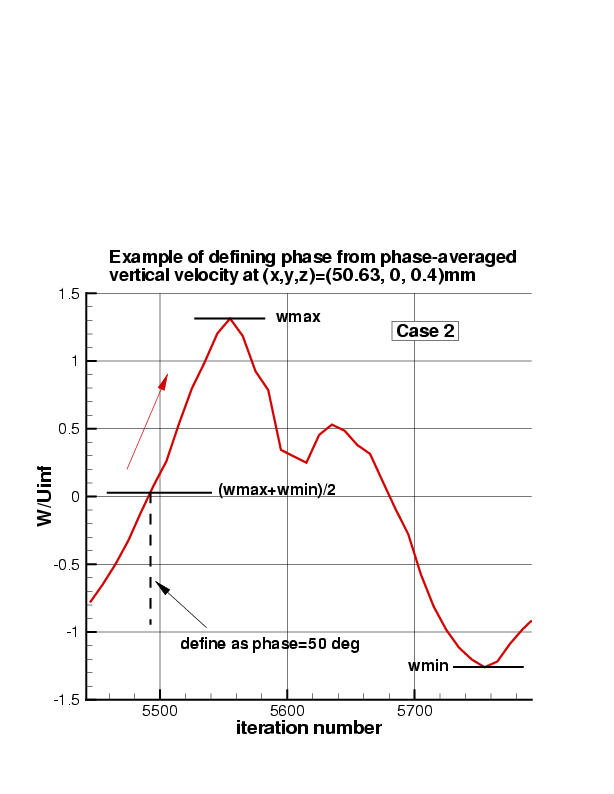 Example of defining phase from phase-averaged
vertical velocity at (x,y,z)=(50.63, 0, 0.4)mm
1.5
wmax
Case 2
1
0.5
(wmax+wmin)/2
0
W/Uinf
-0.5
define as phase=50 deg
-1
wmin
-1.5
5500 5600 5700
iteration number